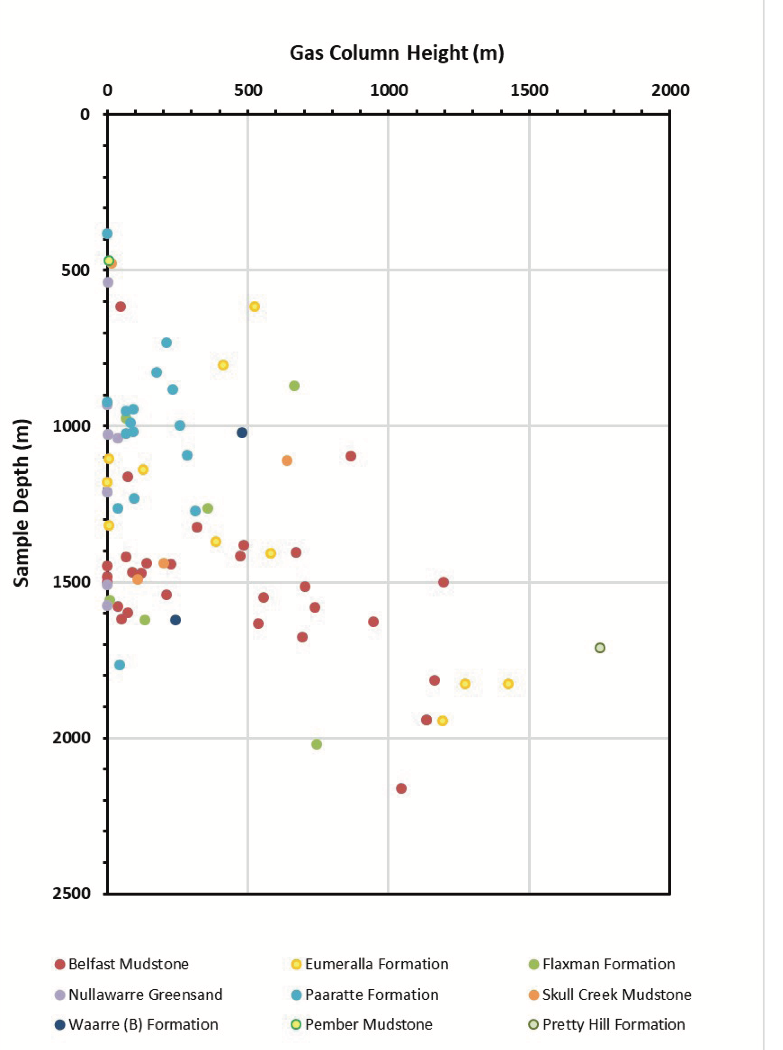 Gas Column Height (m)
0 500 1000 1500 2000
0
500
1000
1500
2000
2500
Sample Depth (m)
Belfast Mudstone
Eumeralla Formation
Flaxman Formation
Nullawarre Greensand
Paaratte Formation
Skull Creek Mudstone
Waarre (B) Formation
Pember Mudstone
Pretty Hill Formation